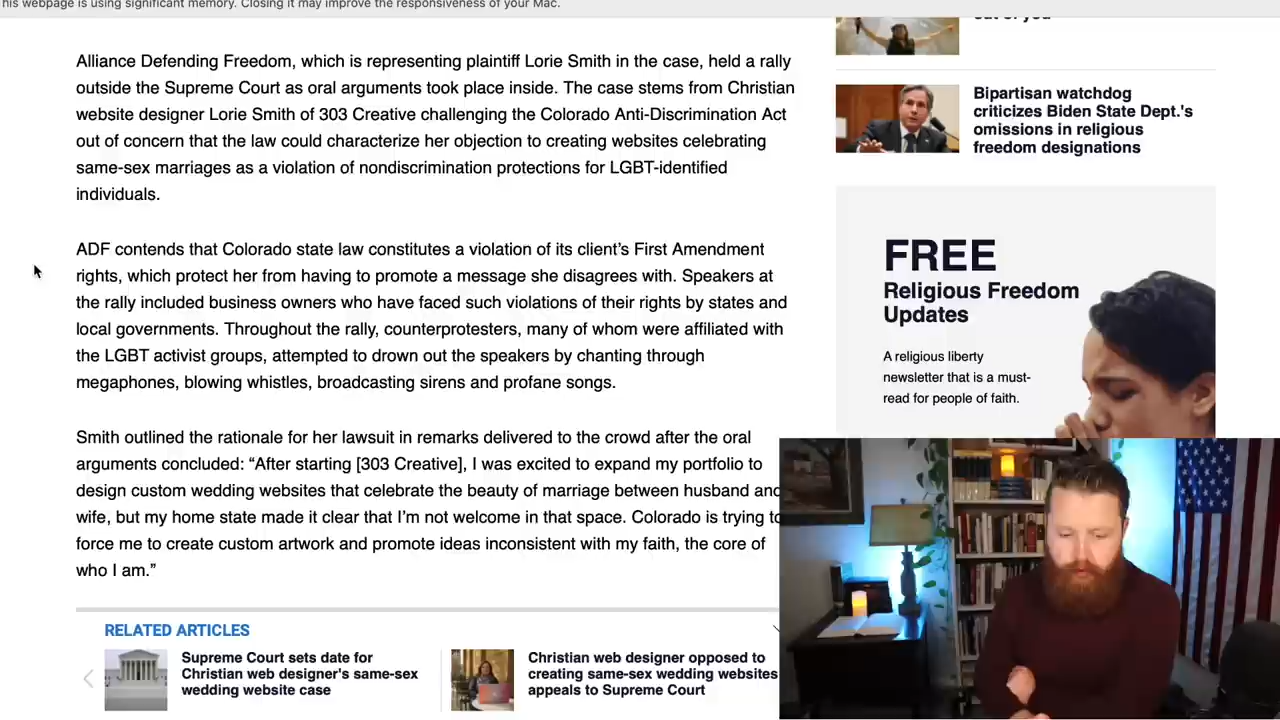 his webpage is using significant memory. Closing it may improve the responsiveness of your Mac.
Alliance Defending Freedom, which is representing plaintiff Lorie Smith in the case, held a rally
outside the Supreme Court as oral arguments took place inside. The case stems from Christian
website designer Lorie Smith of 303 Creative challenging the Colorado Anti-Discrimination Act
out of concern that the law could characterize her objection to creating websites celebrating
same-sex marriages as a violation of nondiscrimination protections for LGBT-identified
individuals.
ADF contends that Colorado state law constitutes a violation of its client’s First Amendment
rights, which protect her from having to promote a message she disagrees with. Speakers at
the rally included business owners who have faced such violations of their rights by states and
local governments. Throughout the rally, counterprotesters, many of whom were affiliated with
the LGBT activist groups, attempted to drown out the speakers by chanting through
megaphones, blowing whistles, broadcasting sirens and profane songs.
Smith outlined the rationale for her lawsuit in remarks delivered to the crowd after the oral
arguments concluded: “After starting [303 Creative], I was excited to expand my portfolio to
design custom wedding websites that celebrate the beauty of marriage between husband and
wife, but my home state made it clear that I’m not welcome in that space. Colorado is trying to
force me to create custom artwork and promote ideas inconsistent with my faith, the core of
who I am.”
RELATED ARTICLES
Supreme Court sets date for
Christian web designer's same-sex
wedding website case
Christian web designer opposed to
creating same-sex wedding websites
appeals to Supreme Court
Bipartisan watchdog
criticizes Biden State Dept.'s
omissions in religious
freedom designations
FREE
Religious Freedom
Updates
A religious liberty
newsletter that is a must-
read for people of faith.